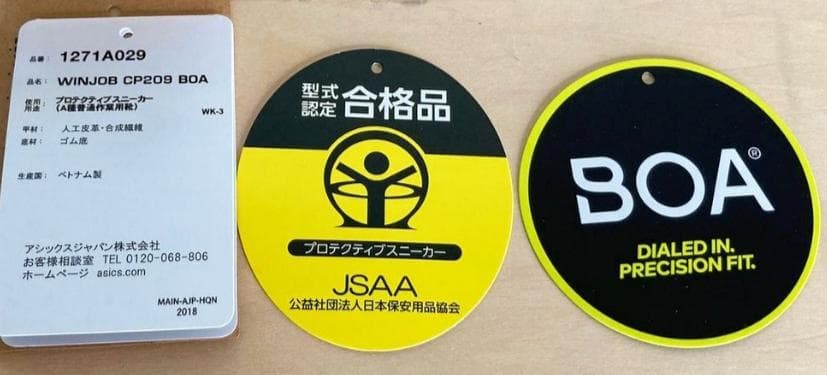 品番: 1271A029
品名: WINJOB CP209 BOA
使用用途: プロテクティブスニーカー
(A種普通作業用靴)
WK-3
甲材: 人工皮革・合成繊維
底材: ゴム底
生産国: ベトナム製
アシックスジャパン株式会社
お客様相談室 TEL 0120-068-806
ホームページ asics.com
MAIN-AJP-HQN
2018
型式
認定 合格品
プロテクティブスニーカー
JSAA
公益社団法人日本保安用品協会
BOA®
DIALED IN.
PRECISION FIT.